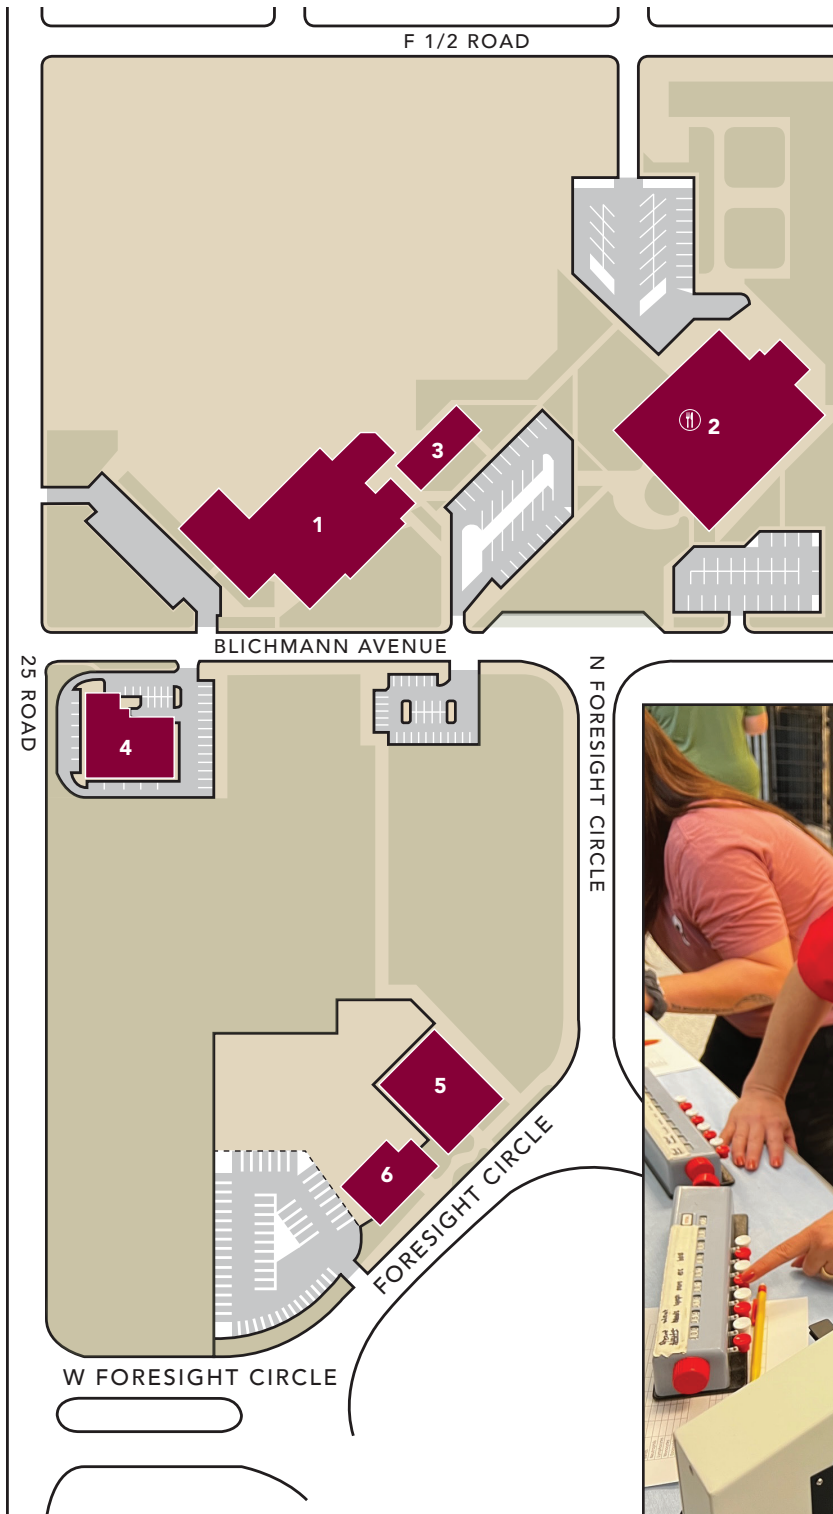 F 1/2 ROAD
2
3
1
BLICHMANN AVENUE
25 ROAD
N FORESIGHT CIRCLE
4
5
6
FORESIGHT CIRCLE
W FORESIGHT CIRCLE